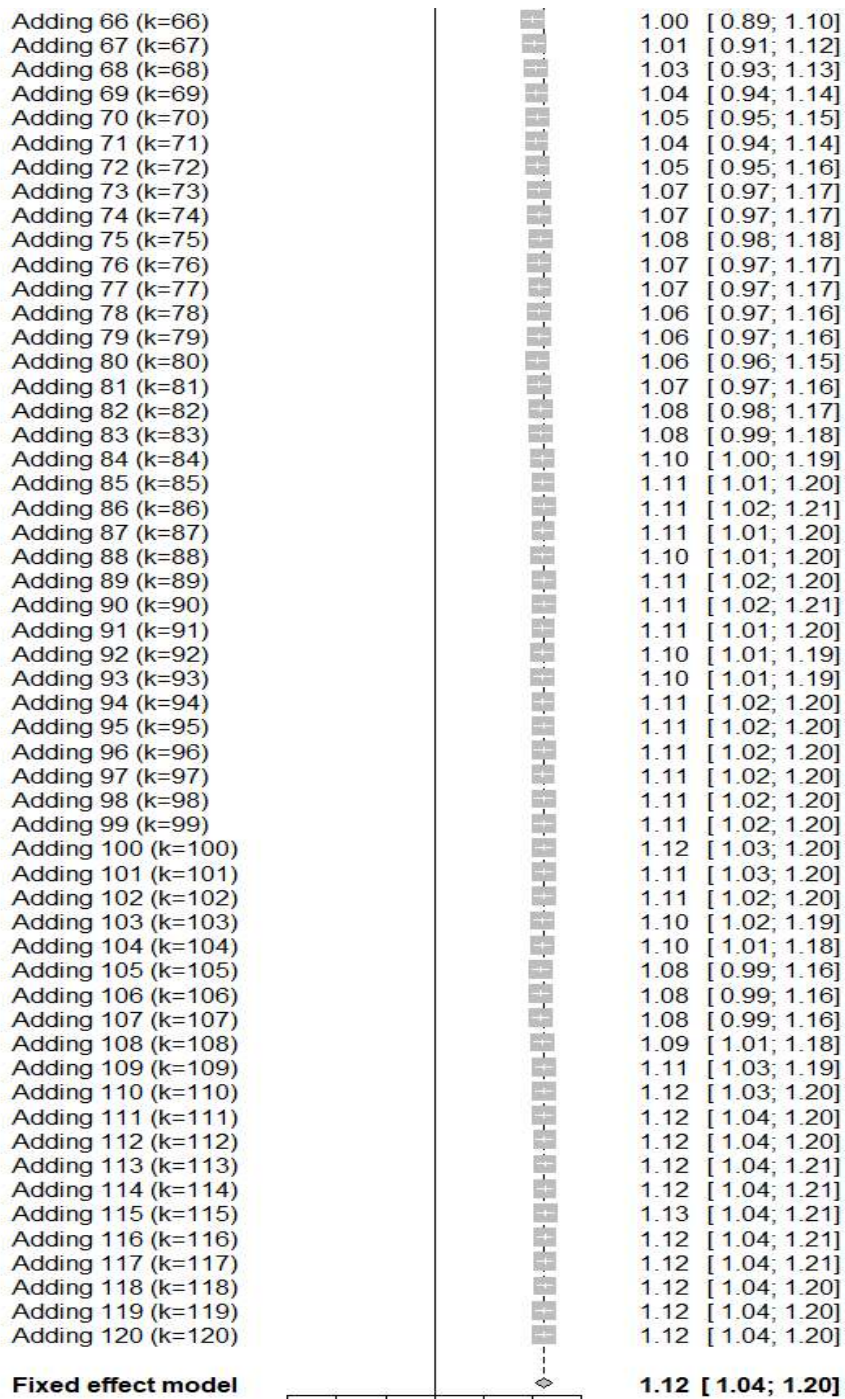 Adding 66 (k=66) 1.00 [ 0.89; 1.10]
Adding 67 (k=67) 1.01 [ 0.91; 1.12]
Adding 68 (k=68) 1.03 [ 0.93; 1.13]
Adding 69 (k=69) 1.04 [ 0.94; 1.14]
Adding 70 (k=70) 1.05 [ 0.95; 1.15]
Adding 71 (k=71) 1.04 [ 0.94; 1.14]
Adding 72 (k=72) 1.05 [ 0.95; 1.16]
Adding 73 (k=73) 1.07 [ 0.97; 1.17]
Adding 74 (k=74) 1.07 [ 0.97; 1.17]
Adding 75 (k=75) 1.08 [ 0.98; 1.18]
Adding 76 (k=76) 1.07 [ 0.97; 1.17]
Adding 77 (k=77) 1.07 [ 0.97; 1.17]
Adding 78 (k=78) 1.06 [ 0.97; 1.16]
Adding 79 (k=79) 1.06 [ 0.97; 1.16]
Adding 80 (k=80) 1.06 [ 0.96; 1.15]
Adding 81 (k=81) 1.07 [ 0.97; 1.16]
Adding 82 (k=82) 1.08 [ 0.98; 1.17]
Adding 83 (k=83) 1.08 [ 0.99; 1.18]
Adding 84 (k=84) 1.10 [ 1.00; 1.19]
Adding 85 (k=85) 1.11 [ 1.01; 1.20]
Adding 86 (k=86) 1.11 [ 1.02; 1.21]
Adding 87 (k=87) 1.11 [ 1.01; 1.20]
Adding 88 (k=88) 1.10 [ 1.01; 1.20]
Adding 89 (k=89) 1.11 [ 1.02; 1.20]
Adding 90 (k=90) 1.11 [ 1.02; 1.21]
Adding 91 (k=91) 1.11 [ 1.01; 1.20]
Adding 92 (k=92) 1.10 [ 1.01; 1.19]
Adding 93 (k=93) 1.10 [ 1.01; 1.19]
Adding 94 (k=94) 1.11 [ 1.02; 1.20]
Adding 95 (k=95) 1.11 [ 1.02; 1.20]
Adding 96 (k=96) 1.11 [ 1.02; 1.20]
Adding 97 (k=97) 1.11 [ 1.02; 1.20]
Adding 98 (k=98) 1.11 [ 1.02; 1.20]
Adding 99 (k=99) 1.11 [ 1.02; 1.20]
Adding 100 (k=100) 1.12 [ 1.03; 1.20]
Adding 101 (k=101) 1.11 [ 1.03; 1.20]
Adding 102 (k=102) 1.11 [ 1.02; 1.20]
Adding 103 (k=103) 1.10 [ 1.02; 1.19]
Adding 104 (k=104) 1.10 [ 1.01; 1.18]
Adding 105 (k=105) 1.08 [ 0.99; 1.16]
Adding 106 (k=106) 1.08 [ 0.99; 1.16]
Adding 107 (k=107) 1.08 [ 0.99; 1.16]
Adding 108 (k=108) 1.09 [ 1.01; 1.18]
Adding 109 (k=109) 1.11 [ 1.03; 1.19]
Adding 110 (k=110) 1.12 [ 1.03; 1.20]
Adding 111 (k=111) 1.12 [ 1.04; 1.20]
Adding 112 (k=112) 1.12 [ 1.04; 1.20]
Adding 113 (k=113) 1.12 [ 1.04; 1.21]
Adding 114 (k=114) 1.12 [ 1.04; 1.21]
Adding 115 (k=115) 1.13 [ 1.04; 1.21]
Adding 116 (k=116) 1.12 [ 1.04; 1.21]
Adding 117 (k=117) 1.12 [ 1.04; 1.21]
Adding 118 (k=118) 1.12 [ 1.04; 1.20]
Adding 119 (k=119) 1.12 [ 1.04; 1.20]
Adding 120 (k=120) 1.12 [ 1.04; 1.20]
Fixed effect model 1.12 [ 1.04; 1.20]